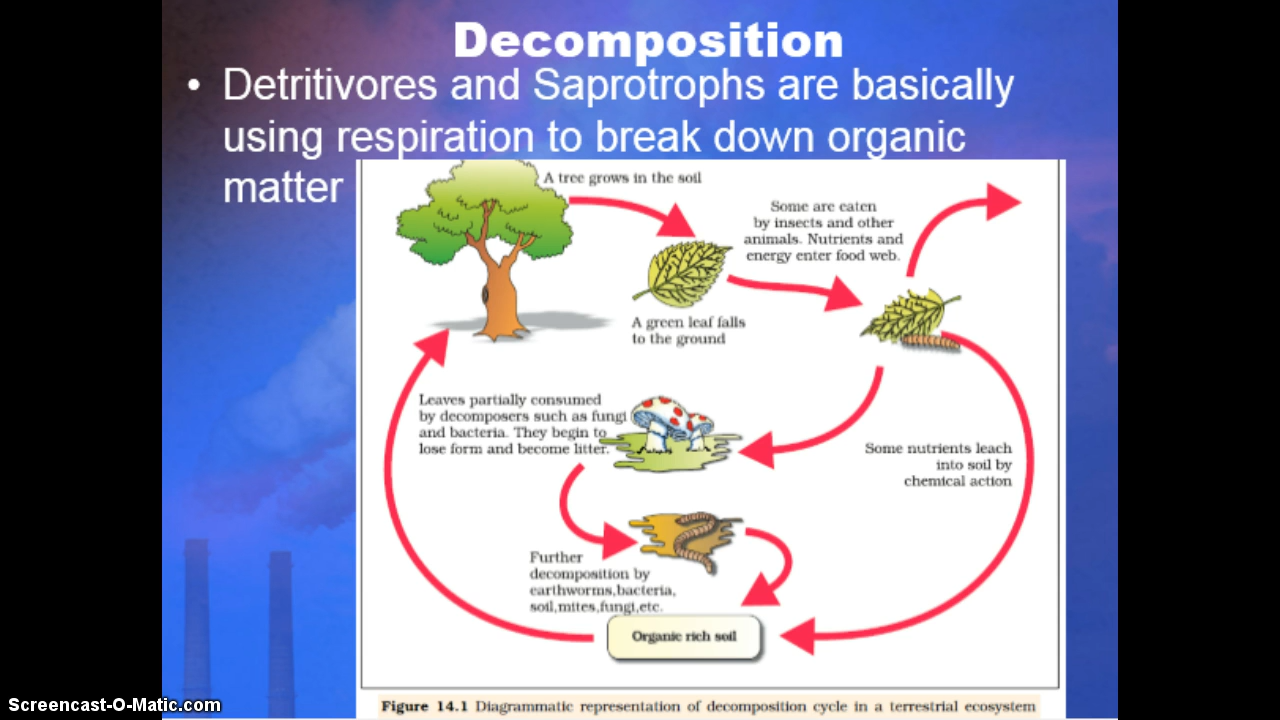 Decomposition
• Detritivores and Saprotrophs are basically
using respiration to break down organic
matter
A tree grows in the soil
Some are eaten
by insects and other
animals. Nutrients and
energy enter food web.
A green leaf falls
to the ground
Leaves partially consumed
by decomposers such as fungi
and bacteria. They begin to
lose form and become litter.
Some nutrients leach
into soil by
chemical action
Further
decomposition by
earthworms,bacteria,
soil,mites,fungi,etc.
Organic rich soil
Figure 14.1 Diagrammatic representation of decomposition cycle in a terrestrial ecosystem
Screencast-O-Matic.com